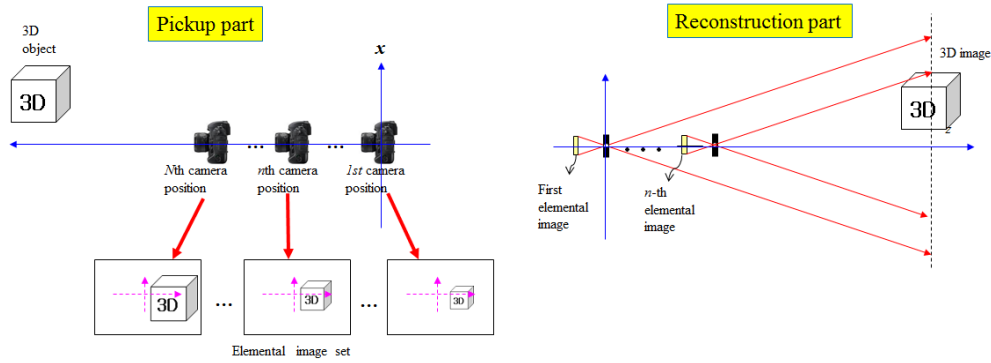 Pickup part
3D
object
3D
x
...
...
Nth camera
position
nth camera
position
1st camera
position
3D
...
3D
...
3D
Elemental image set
Reconstruction part
3D image
3D
z
...
First
elemental
image
n-th
elemental
image